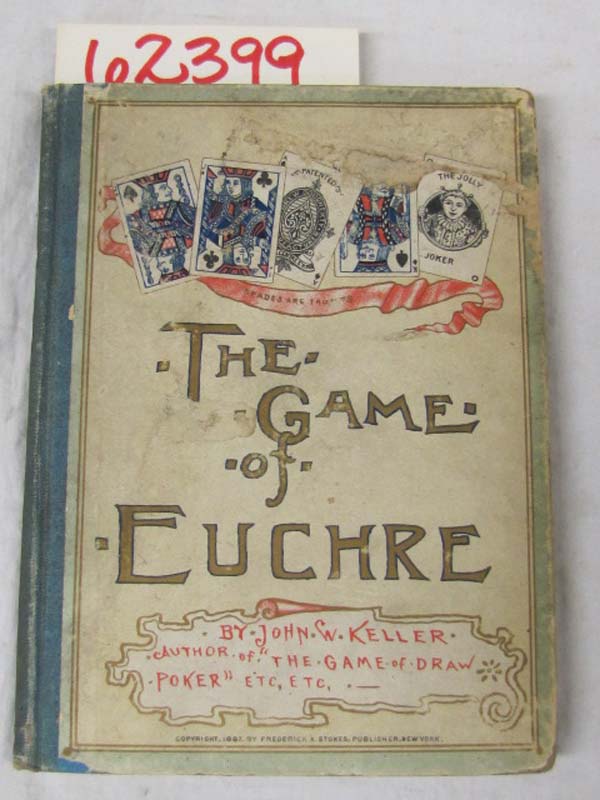 62399
PATENTED
THE JOLLY
JOKER
K
SPADES ARE TRUMPS
·THE·
·GAME·
·of·
·EUCHRE
·BY·JOHN·W·KELLER·
·AUTHOR·of·"THE·GAME·of·DRAW
·POKER" ETC, ETC, ·—
COPYRIGHT, 1887, BY FREDERICK A. STOKES, PUBLISHER, NEW YORK.